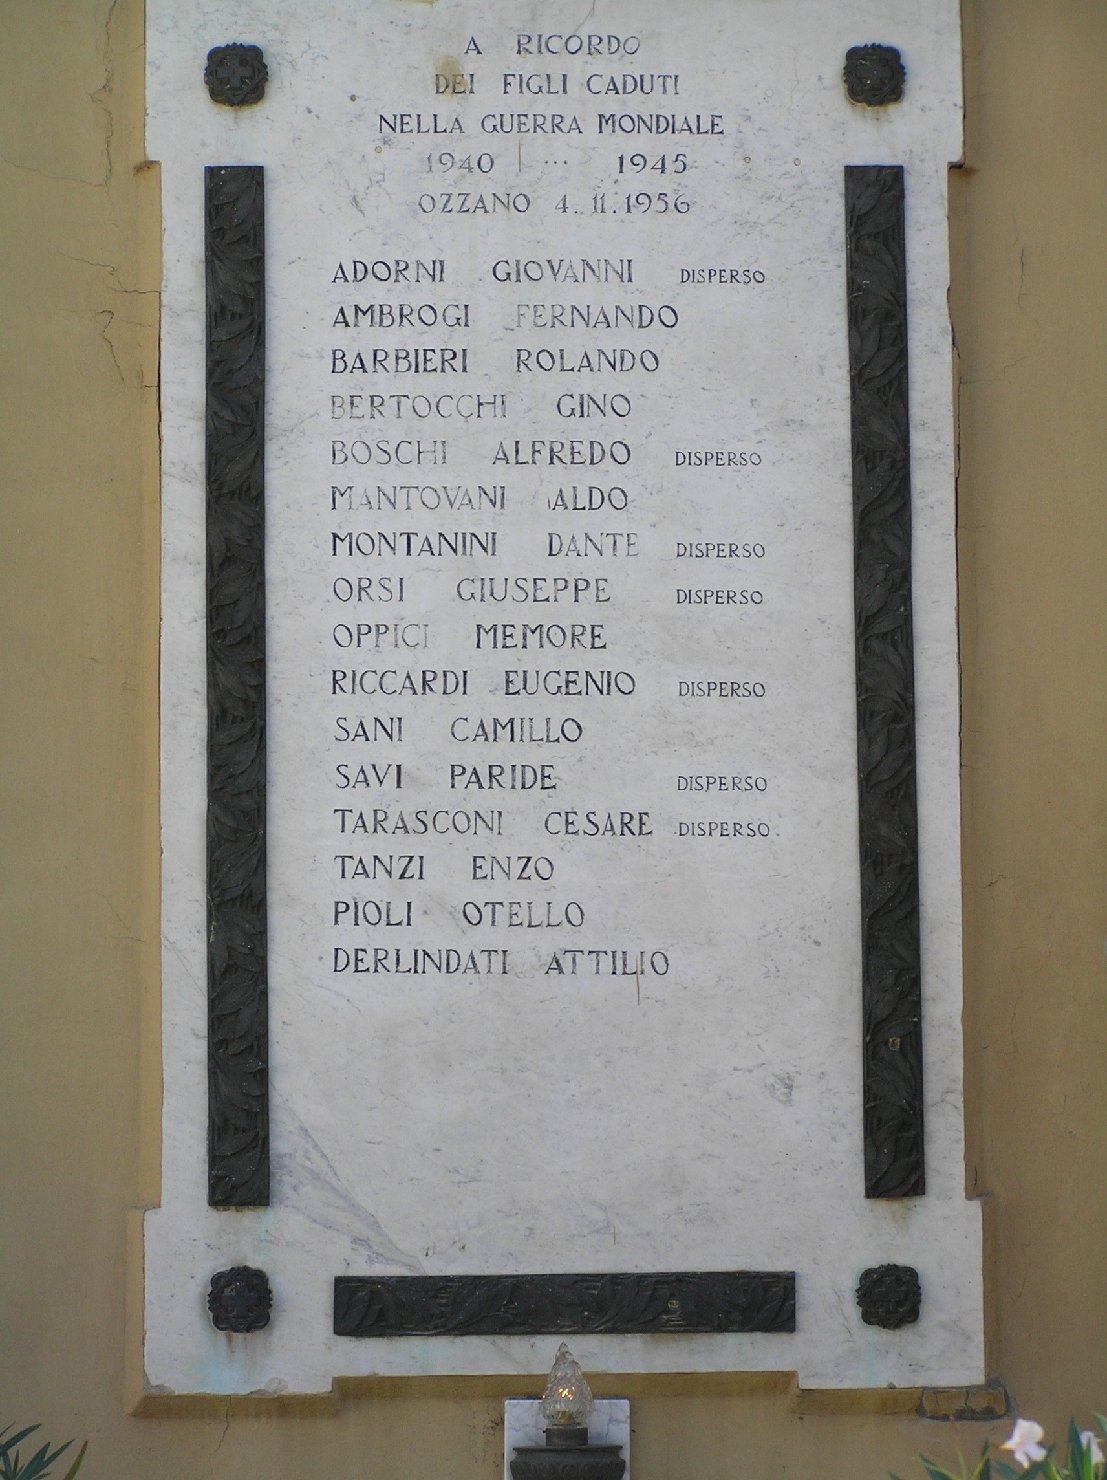 A RICORDO
DEI FIGLI CADUTI
NELLA GUERRA MONDIALE
1940 ... 1945
OZZANO 4.11.1956
ADORNI GIOVANNI DISPERSO
AMBROGI FERNANDO
BARBIERI ROLANDO
BERTOCCHI GINO
BOSCHI ALFREDO DISPERSO
MANTOVANI ALDO
MONTANINI DANTE DISPERSO
ORSI GIUSEPPE DISPERSO
OPPICI MEMORE
RICCARDI EUGENIO DISPERSO
SANI CAMILLO
SAVI PARIDE DISPERSO
TARASCONI CESARE DISPERSO
TANZI ENZO
PIOLI OTELLO
DERLINDATI ATTILIO